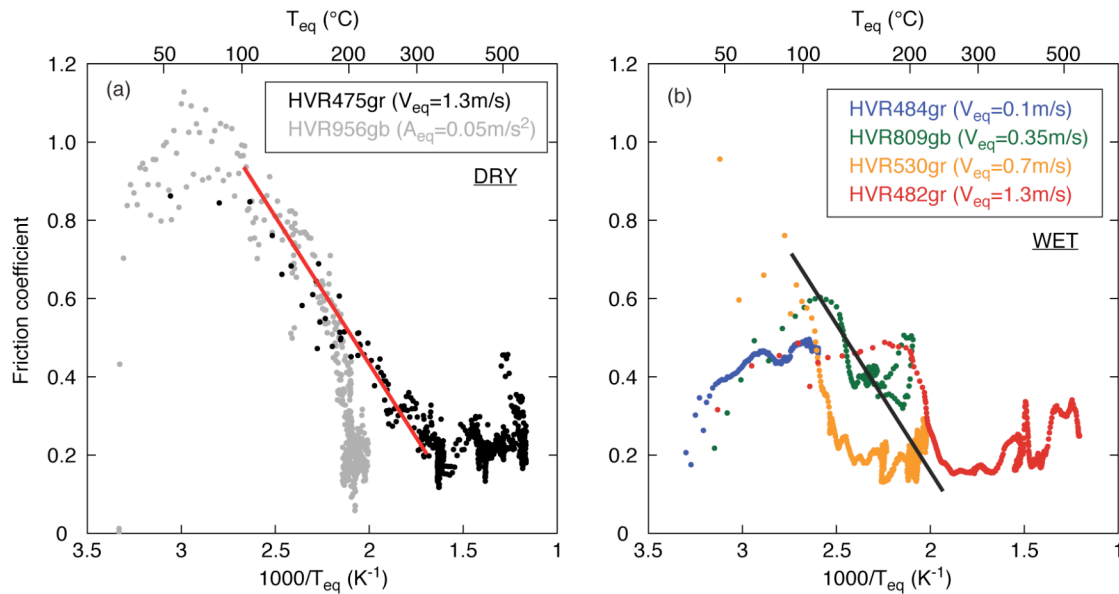 T_eq (°C)
50 100 200 300 500
1.2
1.0
0.8
0.6
0.4
0.2
0
Friction coefficient
(a)
HVR475gr (V_eq=1.3m/s)
HVR956gb (A_eq=0.05m/s²)
DRY
3.5 3 2.5 2 1.5 1
1000/T_eq (K⁻¹)
T_eq (°C)
50 100 200 300 500
1.2
1.0
0.8
0.6
0.4
0.2
0
(b)
HVR484gr (V_eq=0.1m/s)
HVR809gb (V_eq=0.35m/s)
HVR530gr (V_eq=0.7m/s)
HVR482gr (V_eq=1.3m/s)
WET
3.5 3 2.5 2 1.5 1
1000/T_eq (K⁻¹)